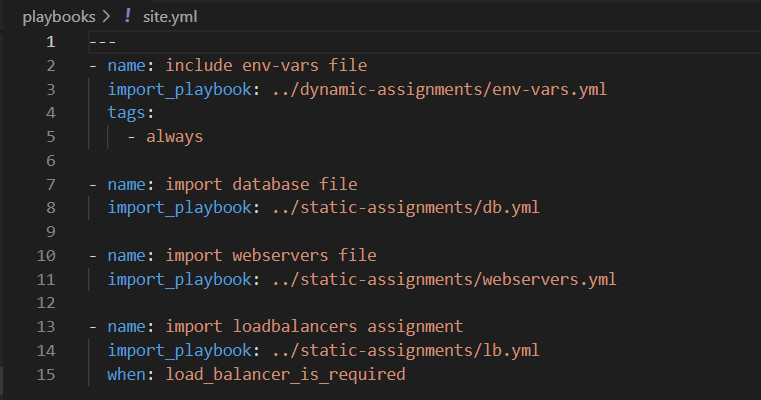 playbooks > ! site.yml
1 ---
2 - name: include env-vars file
3 import_playbook: ../dynamic-assignments/env-vars.yml
4 tags:
5 - always
6
7 - name: import database file
8 import_playbook: ../static-assignments/db.yml
9
10 - name: import webservers file
11 import_playbook: ../static-assignments/webservers.yml
12
13 - name: import loadbalancers assignment
14 import_playbook: ../static-assignments/lb.yml
15 when: load_balancer_is_required